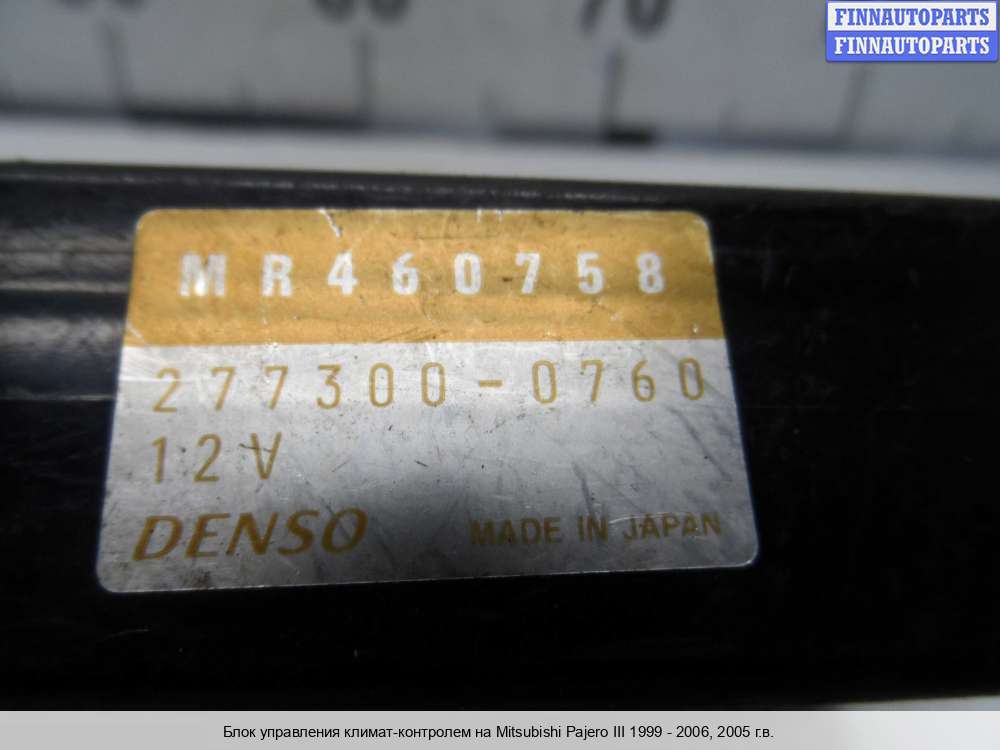 70
FINNAUTOPARTS
FINNAUTOPARTS
MR460758
277300-0760
12V
DENSO MADE IN JAPAN
Блок управления климат-контролем на Mitsubishi Pajero III 1999 - 2006, 2005 г.в.